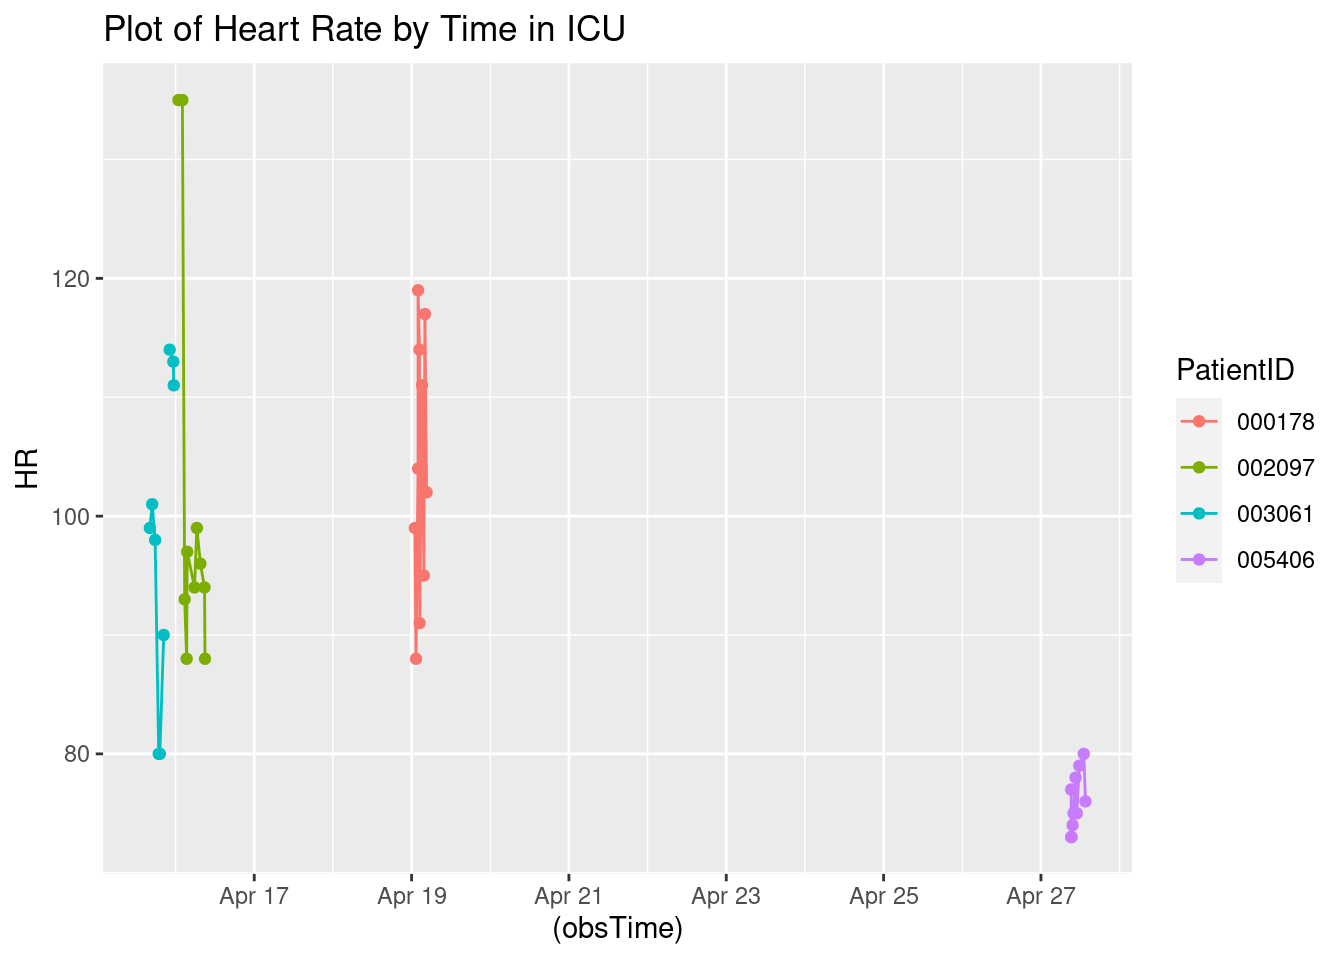 Plot of Heart Rate by Time in ICU
120
100
80
HR
Apr 17 Apr 19 Apr 21 Apr 23 Apr 25 Apr 27
(obsTime)
PatientID
000178
002097
003061
005406